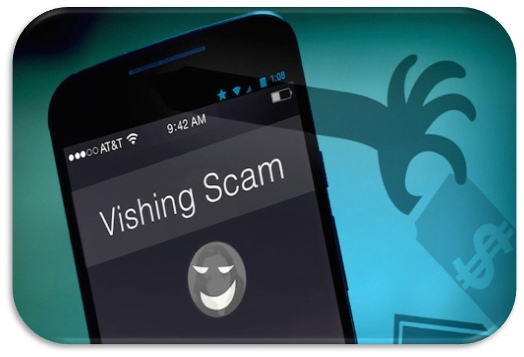 1:08
●●●○○ AT&T 9:42 AM
Vishing Scam
$